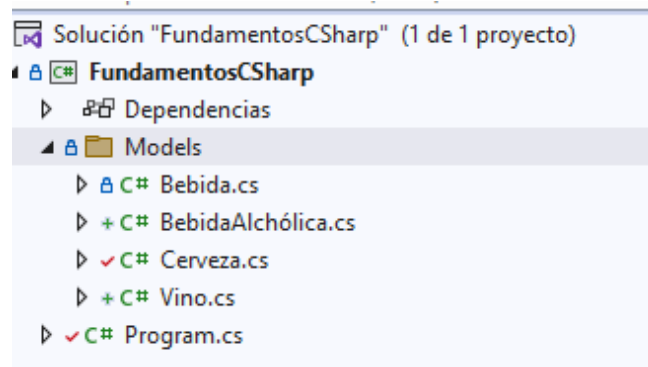 Solución "FundamentosCSharp" (1 de 1 proyecto)
C# FundamentosCSharp
Dependencias
Models
C# Bebida.cs
+ C# BebidaAlchólica.cs
C# Cerveza.cs
+ C# Vino.cs
C# Program.cs